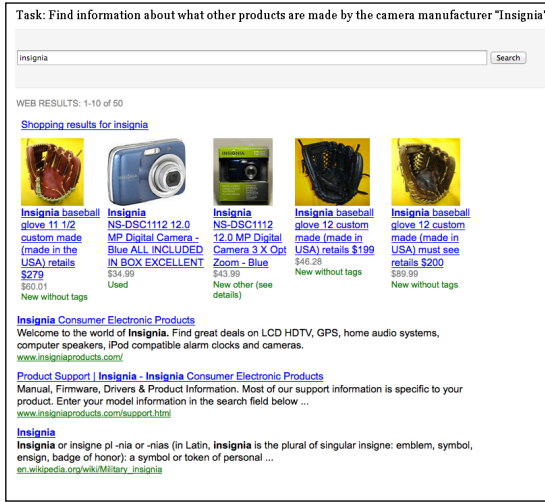 Task: Find information about what other products are made by the camera manufacturer “Insignia”
insignia
Search
WEB RESULTS: 1-10 of 50
Shopping results for insignia
Insignia baseball
glove 11 1/2
custom made
(made in the
USA) retails
$279
$60.01
New without tags
Insignia
NS-DSC1112 12.0
MP Digital Camera -
Blue ALL INCLUDED
IN BOX EXCELLENT
$34.99
Used
INSIGNIA
Insignia
NS-DSC1112
12.0 MP Digital
Camera 3 X Opt
Zoom - Blue
$43.99
New other (see
details)
Insignia baseball
glove 12 custom
made (made in
USA) retails $199
$46.28
New without tags
Insignia baseball
glove 12 custom
made (made in
USA) must see
retails $200
$89.99
New without tags
Insignia Consumer Electronic Products
Welcome to the world of Insignia. Find great deals on LCD HDTV, GPS, home audio systems,
computer speakers, iPod compatible alarm clocks and cameras.
www.insigniaproducts.com/
Product Support | Insignia - Insignia Consumer Electronic Products
Manual, Firmware, Drivers & Product Information. Most of our support information is specific to your
product. Enter your model information in the search field below ...
www.insigniaproducts.com/support.html
Insignia
Insignia or insigne pl -nia or -nias (in Latin, insignia is the plural of singular insigne: emblem, symbol,
ensign, badge of honor): a symbol or token of personal ...
en.wikipedia.org/wiki/Military_insignia